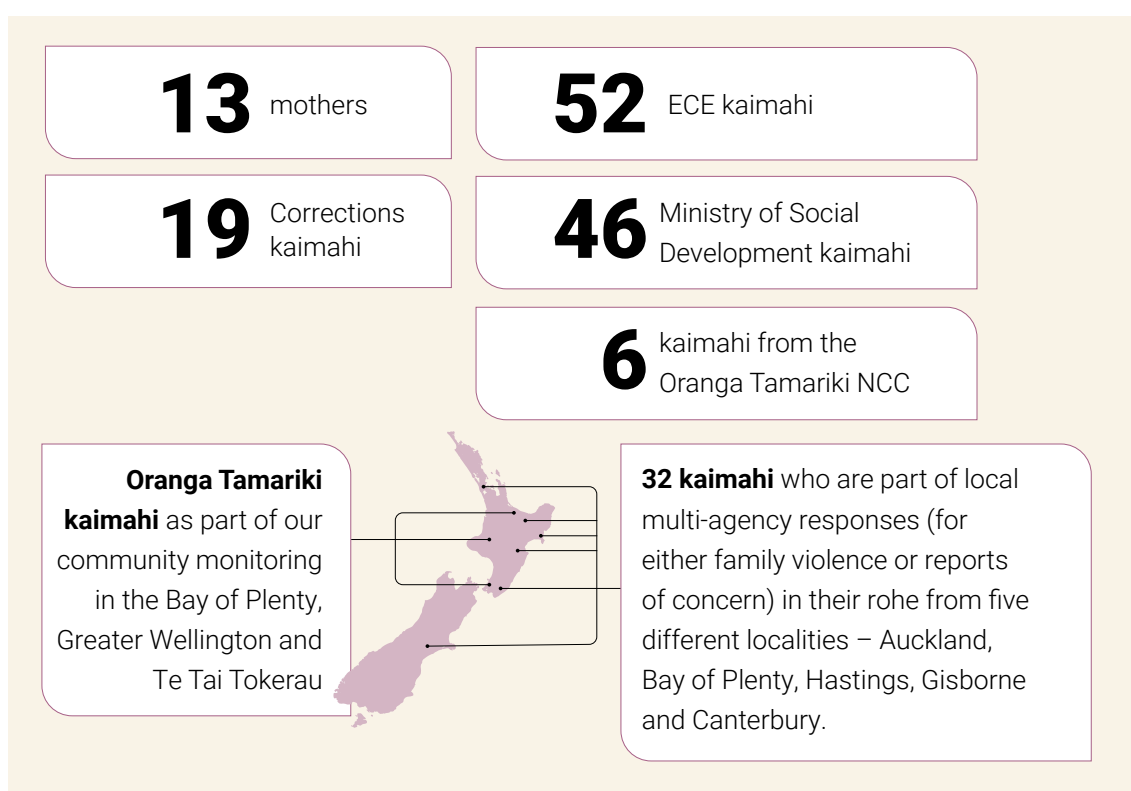 13 mothers
52 ECE kaimahi
19 Corrections
kaimahi
46 Ministry of Social
Development kaimahi
6 kaimahi from the
Oranga Tamariki NCC
Oranga Tamariki
kaimahi as part of our
community monitoring
in the Bay of Plenty,
Greater Wellington and
Te Tai Tokerau
32 kaimahi who are part of local
multi-agency responses (for
either family violence or reports
of concern) in their rohe from five
different localities – Auckland,
Bay of Plenty, Hastings, Gisborne
and Canterbury.